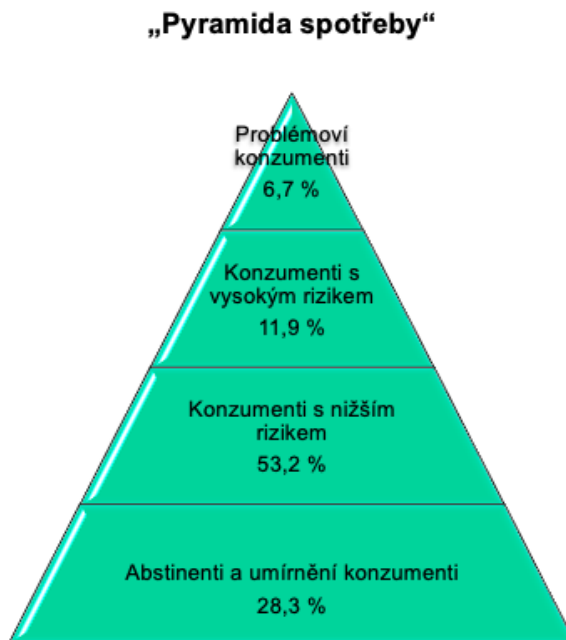 „Pyramida spotřeby“
Problémoví
konzumenti
6,7 %
Konzumenti s
vysokým rizikem
11,9 %
Konzumenti s nižším
rizikem
53,2 %
Abstinenti a umírnění konzumenti
28,3 %